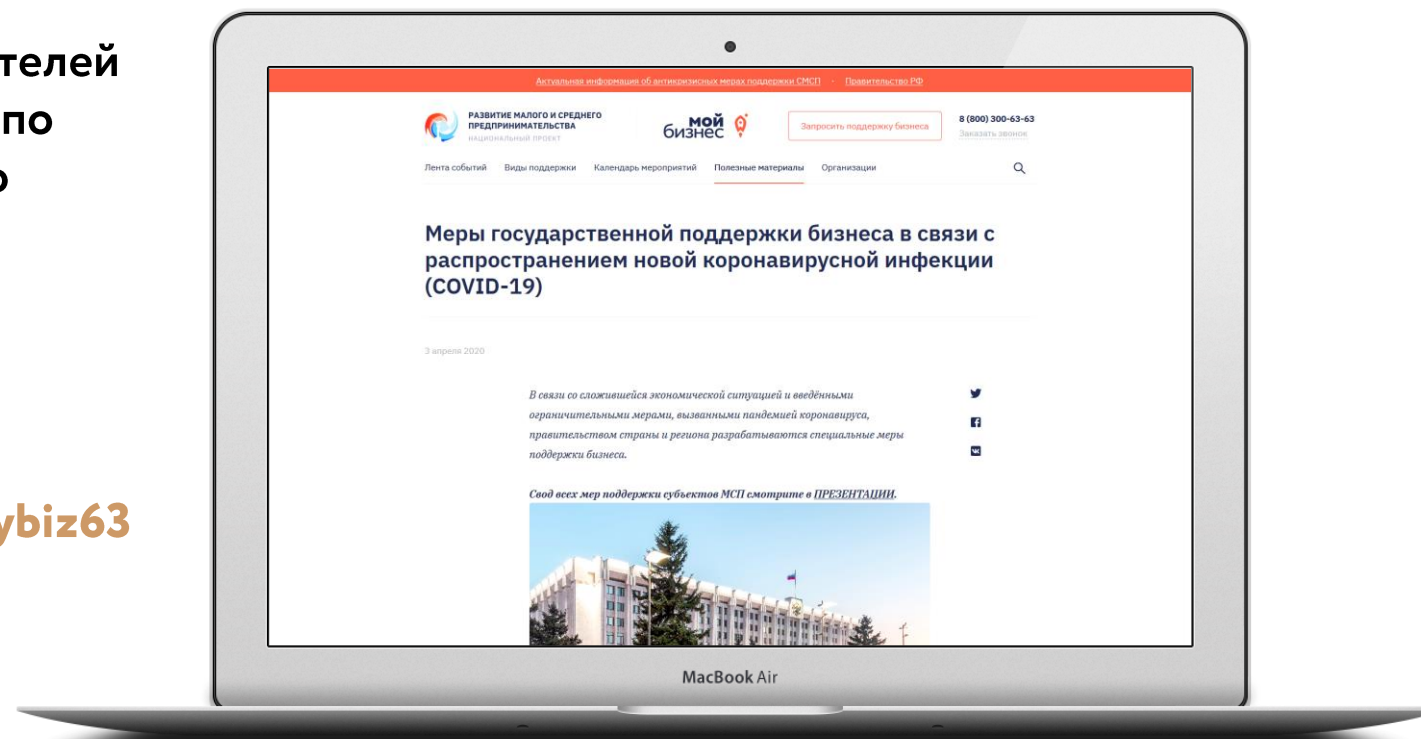 телей
по
о
ybiz63
Актуальная информация об антикризисных мерах поддержки СМСП · Правительство РФ
РАЗВИТИЕ МАЛОГО И СРЕДНЕГО
ПРЕДПРИНИМАТЕЛЬСТВА
НАЦИОНАЛЬНЫЙ ПРОЕКТ
мой
бизнес
Запросить поддержку бизнеса
8 (800) 300-63-63
Заказать звонок
Лента событий Виды поддержки Календарь мероприятий Полезные материалы Организации
Меры государственной поддержки бизнеса в связи с
распространением новой коронавирусной инфекции
(COVID-19)
3 апреля 2020
В связи со сложившейся экономической ситуацией и введёнными
ограничительными мерами, вызванными пандемией коронавируса,
правительством страны и региона разрабатываются специальные меры
поддержки бизнеса.
Свод всех мер поддержки субъектов МСП смотрите в ПРЕЗЕНТАЦИИ.
MacBook Air